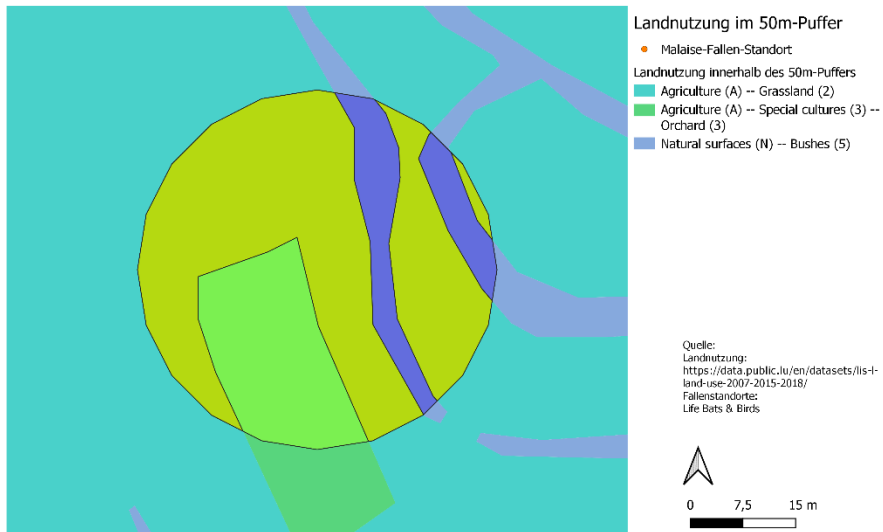 Landnutzung im 50m-Puffer
Malaise-Fallen-Standort
Landnutzung innerhalb des 50m-Puffers
Agriculture (A) -- Grassland (2)
Agriculture (A) -- Special cultures (3) --
Orchard (3)
Natural surfaces (N) -- Bushes (5)
Quelle:
Landnutzung:
https://data.public.lu/en/datasets/lis-l-
land-use-2007-2015-2018/
Fallenstandorte:
Life Bats & Birds
0 7,5 15 m